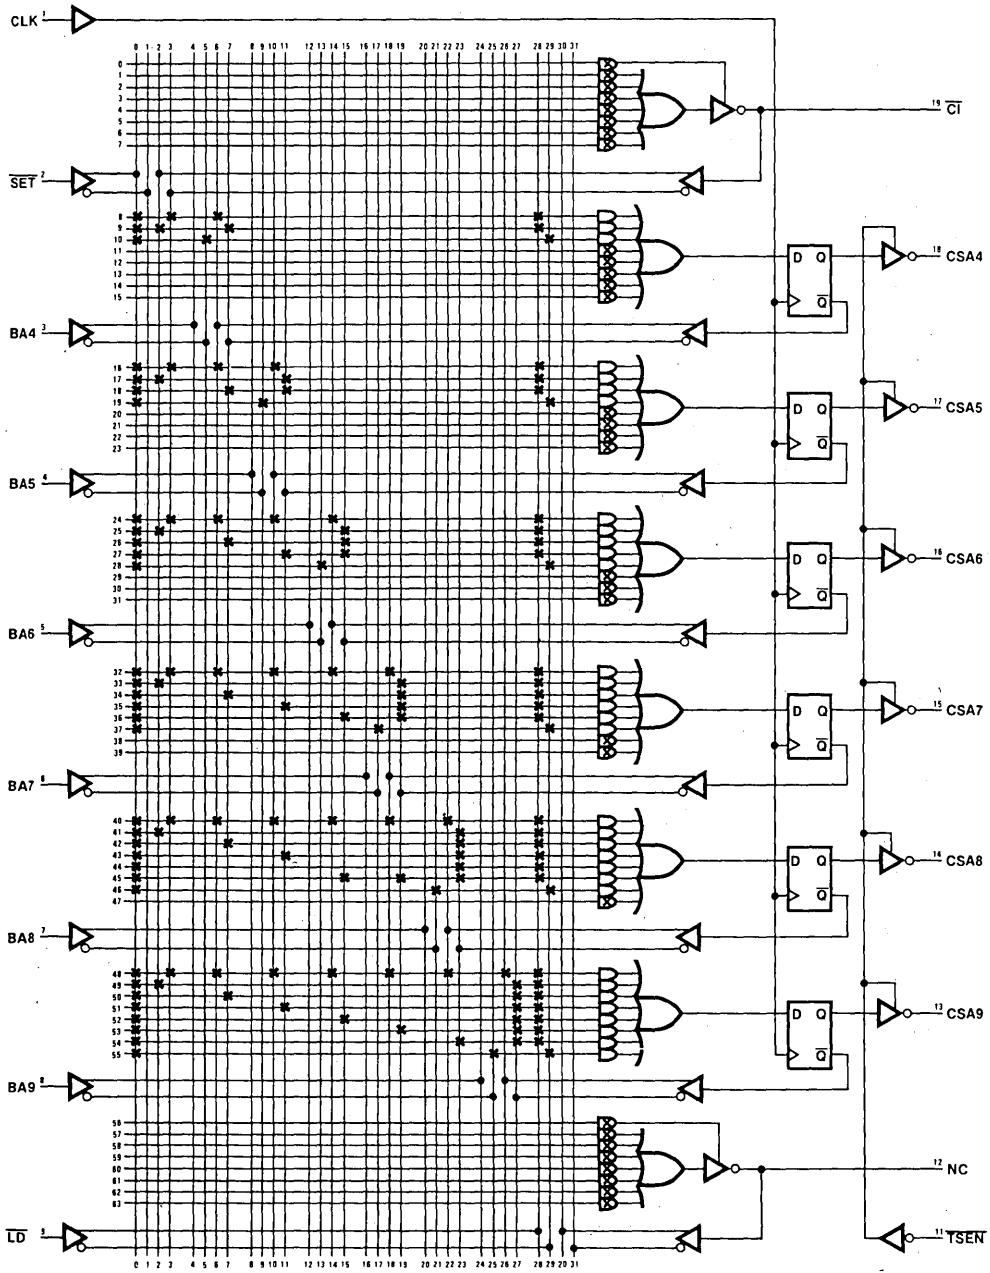 CLK 1
0 1 2 3 4 5 6 7 8 9 10 11 12 13 14 15 16 17 18 19 20 21 22 23 24 25 26 27 28 29 30 31
0
1
2
3
4
5
6
7
19 C̅I̅
S̅E̅T̅ 2
8
9
10
11
12
13
14
15
D Q
Q̅
18 CSA4
BA4 3
16
17
18
19
20
21
22
23
D Q
Q̅
17 CSA5
BA5 4
24
25
26
27
28
29
30
31
D Q
Q̅
16 CSA6
BA6 5
32
33
34
35
36
37
38
39
D Q
Q̅
15 CSA7
BA7 6
40
41
42
43
44
45
46
47
D Q
Q̅
14 CSA8
BA8 7
48
49
50
51
52
53
54
55
D Q
Q̅
13 CSA9
BA9 8
56
57
58
59
60
61
62
63
12 NC
L̅D̅ 9
11 T̅S̅E̅N̅
0 1 2 3 4 5 6 7 8 9 10 11 12 13 14 15 16 17 18 19 20 21 22 23 24 25 26 27 28 29 30 31